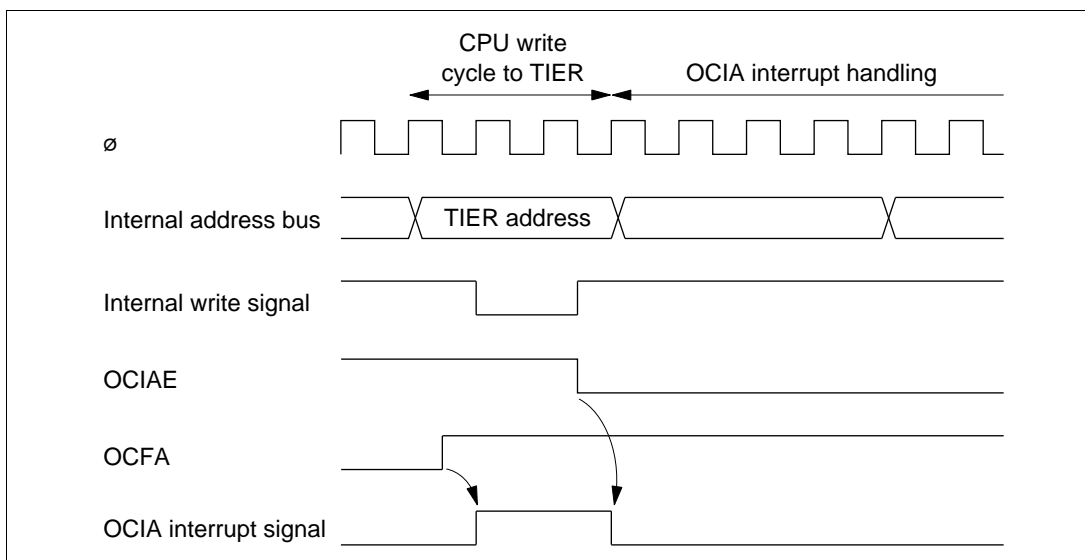 CPU write
cycle to TIER
OCIA interrupt handling
ø
Internal address bus
TIER address
Internal write signal
OCIAE
OCFA
OCIA interrupt signal